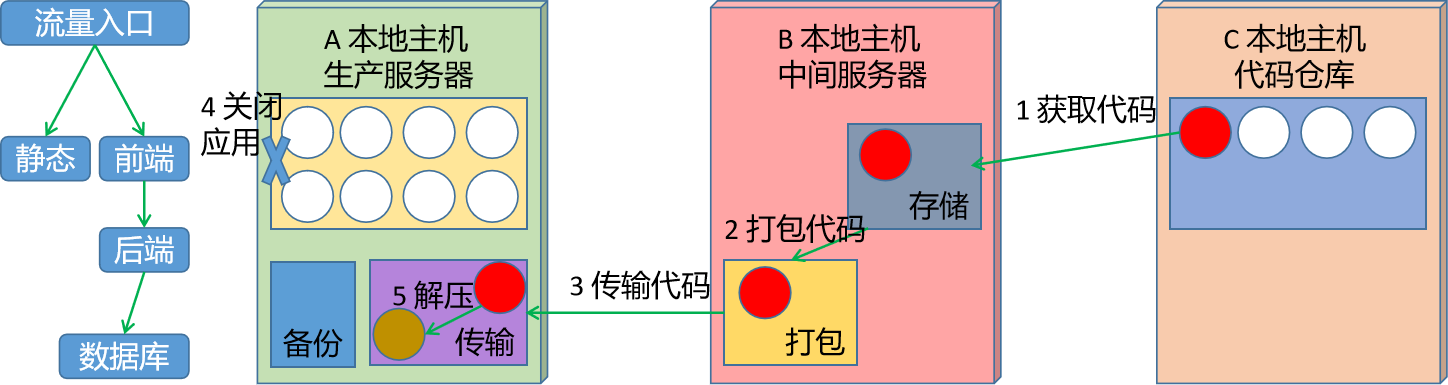 流量入口
静态
前端
后端
数据库
A 本地主机
生产服务器
4 关闭
应用
备份
5 解压
传输
3 传输代码
B 本地主机
中间服务器
存储
2 打包代码
打包
1 获取代码
C 本地主机
代码仓库